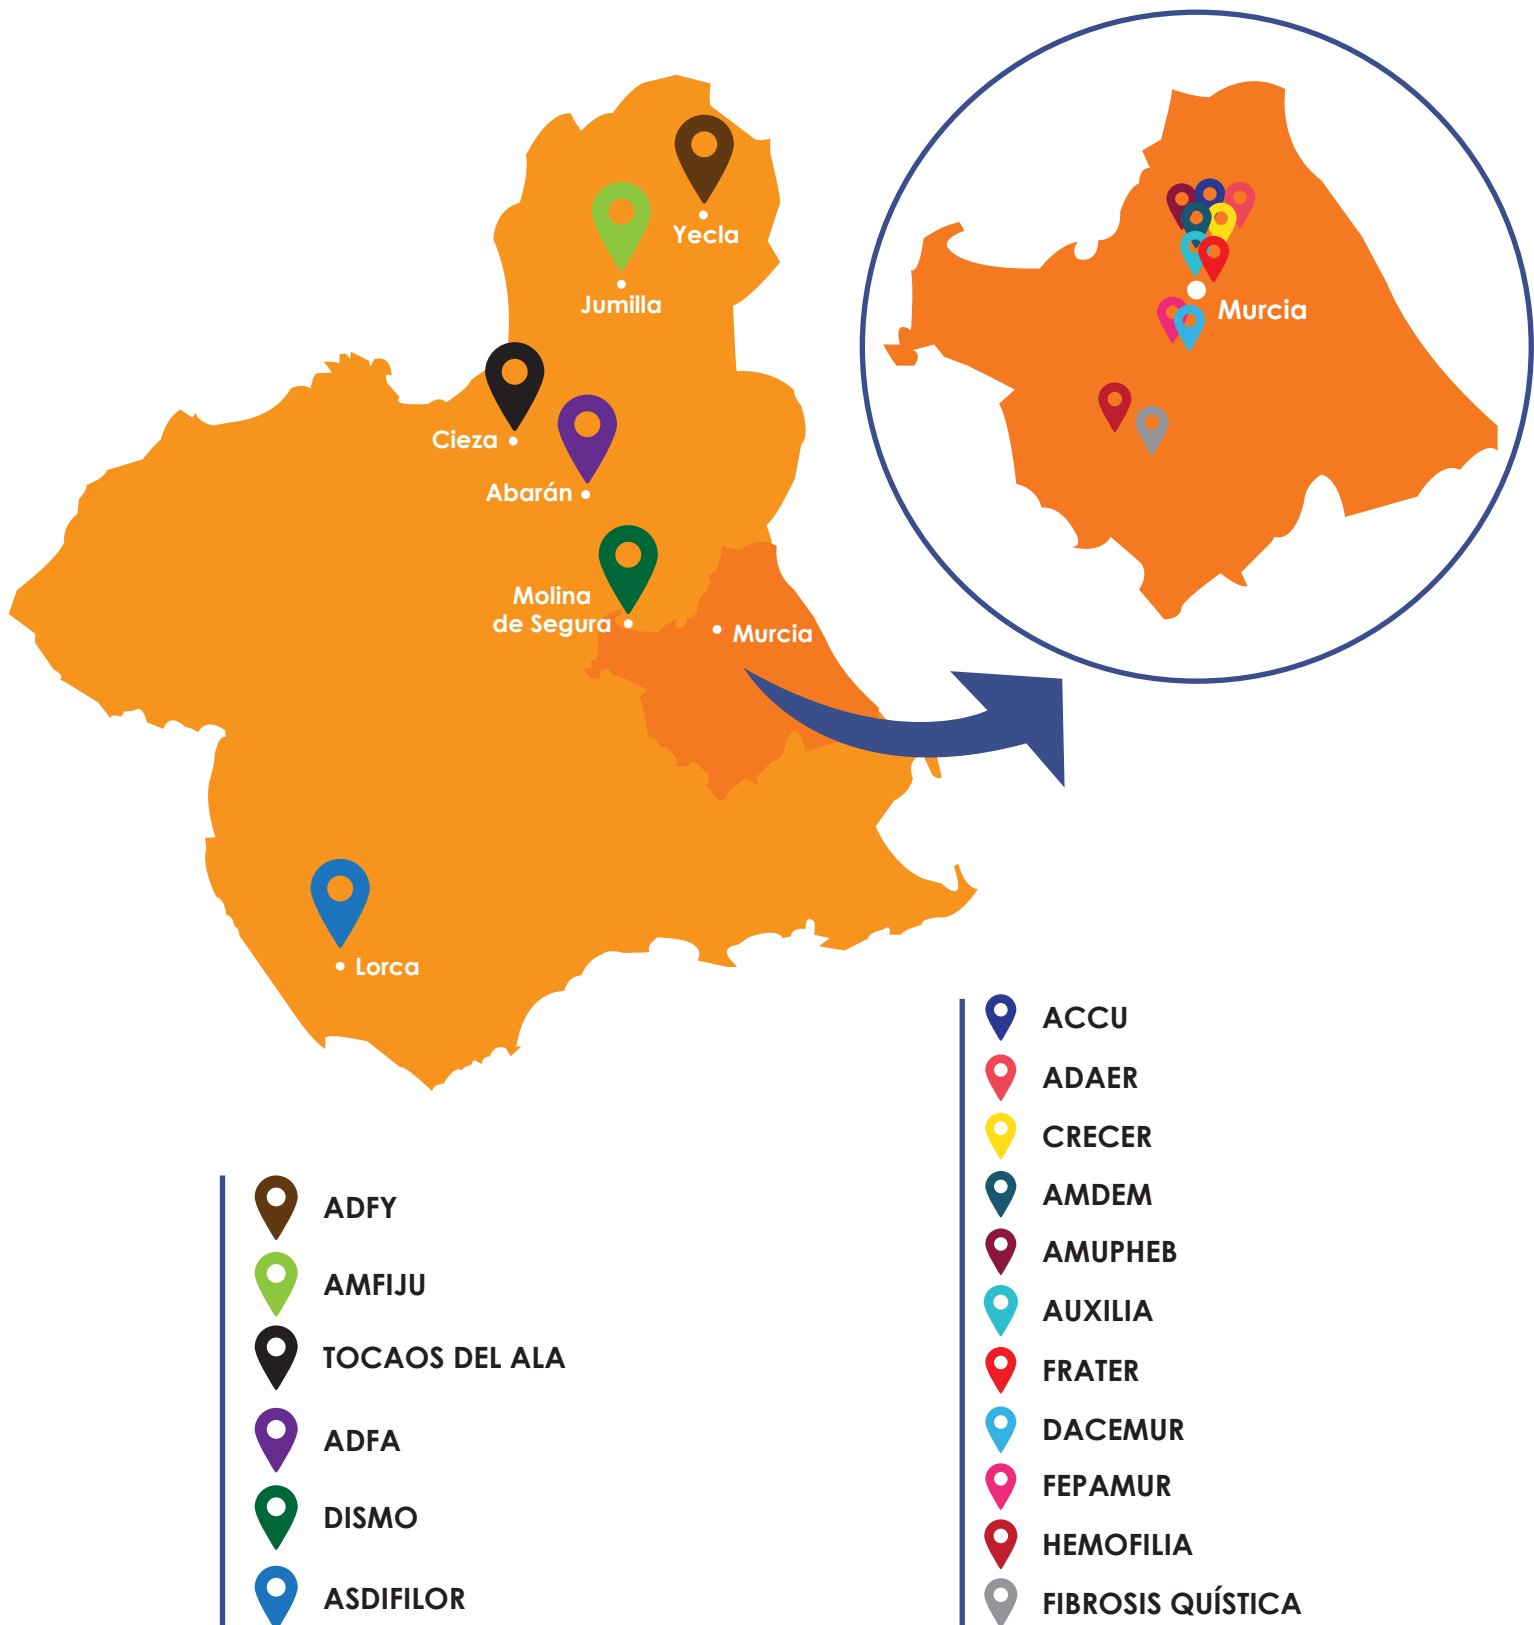 Yecla
Jumilla
Murcia
Cieza
Abarán
Molina
de Segura
Murcia
Lorca
ADFY
AMFIJU
TOCAOS DEL ALA
ADFA
DISMO
ASDIFILOR
ACCU
ADAER
CRECER
AMDEM
AMUPHEB
AUXILIA
FRATER
DACEMUR
FEPAMUR
HEMOFILIA
FIBROSIS QUÍSTICA